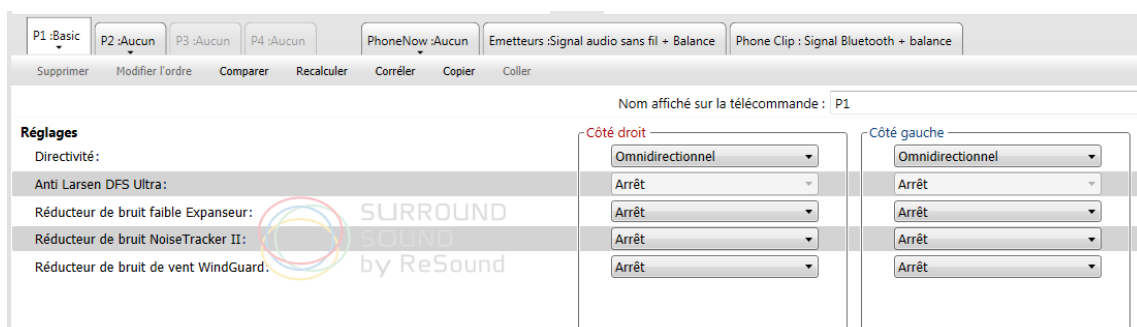 P1 :Basic P2 :Aucun P3 :Aucun P4 :Aucun PhoneNow :Aucun Emetteurs :Signal audio sans fil + Balance Phone Clip : Signal Bluetooth + balance
Supprimer Modifier l'ordre Comparer Recalculer Corréler Copier Coller
Nom affiché sur la télécommande : P1
Réglages Côté droit Côté gauche
Directivité: Omnidirectionnel Omnidirectionnel
Anti Larsen DFS Ultra: Arrêt Arrêt
Réducteur de bruit faible Expanseur: Arrêt Arrêt
Réducteur de bruit NoiseTracker II: Arrêt Arrêt
Réducteur de bruit de vent WindGuard: Arrêt Arrêt
SURROUND
SOUND
by ReSound